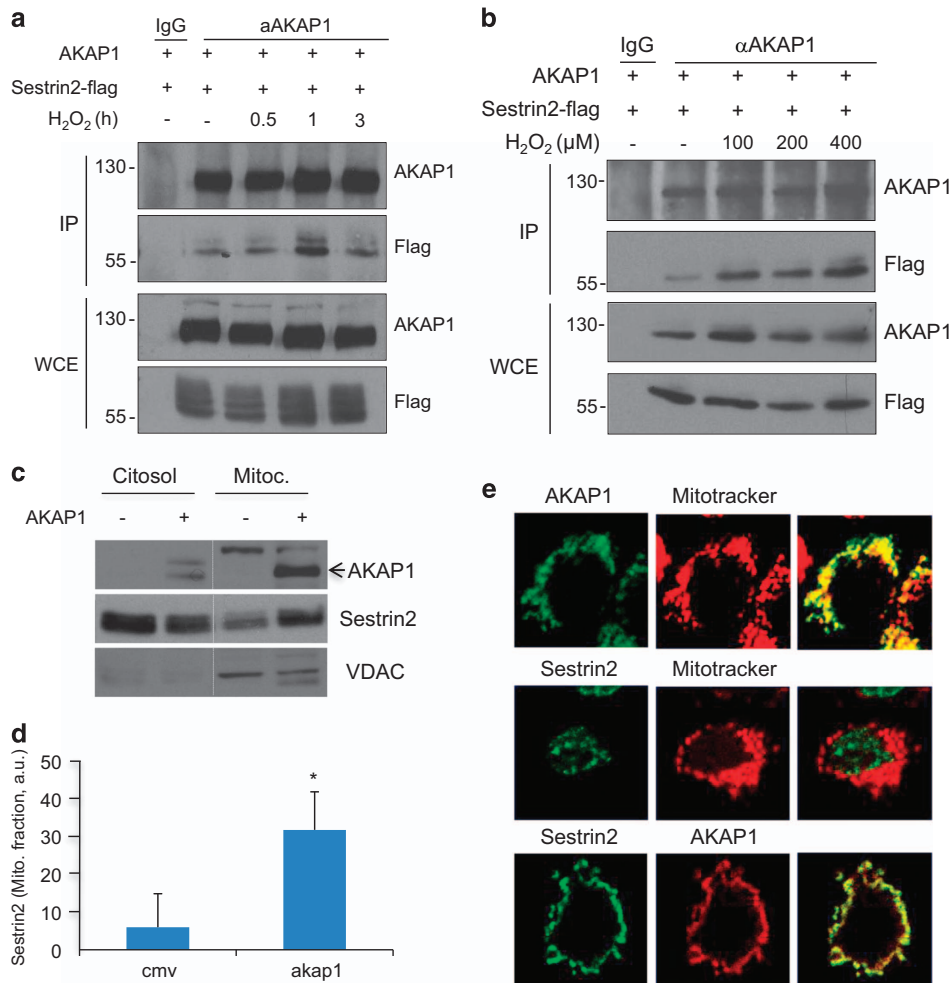 a
IgG aAKAP1
AKAP1 + + + + +
Sestrin2-flag + + + + +
H2O2 (h) - - 0.5 1 3
IP
130 - AKAP1
55 - Flag
WCE
130 - AKAP1
55 - Flag
b
IgG αAKAP1
AKAP1 + + + + +
Sestrin2-flag + + + + +
H2O2 (μM) - - 100 200 400
IP
130- AKAP1
55- Flag
WCE
130- AKAP1
55- Flag
c
Citosol Mitoc.
AKAP1 - + - +
AKAP1
Sestrin2
VDAC
d
Sestrin2 (Mito. fraction, a.u.)
50
40
30
20
10
0
*
cmv akap1
e
AKAP1 Mitotracker
Sestrin2 Mitotracker
Sestrin2 AKAP1